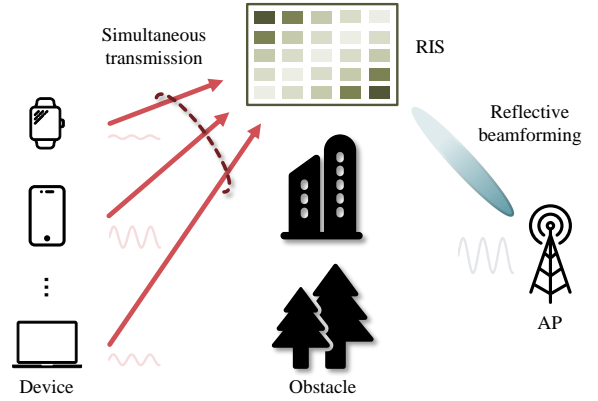 Simultaneous
transmission
RIS
Reflective
beamforming
...
AP
Device
Obstacle